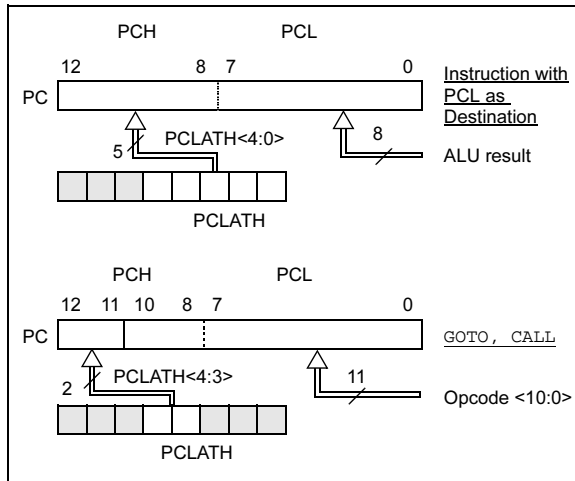 PCH PCL
12 8 7 0
PC
Instruction with
PCL as
Destination
5 PCLATH<4:0>
8
ALU result
PCLATH
PCH PCL
12 11 10 8 7 0
PC
GOTO, CALL
2 PCLATH<4:3>
11
Opcode <10:0>
PCLATH